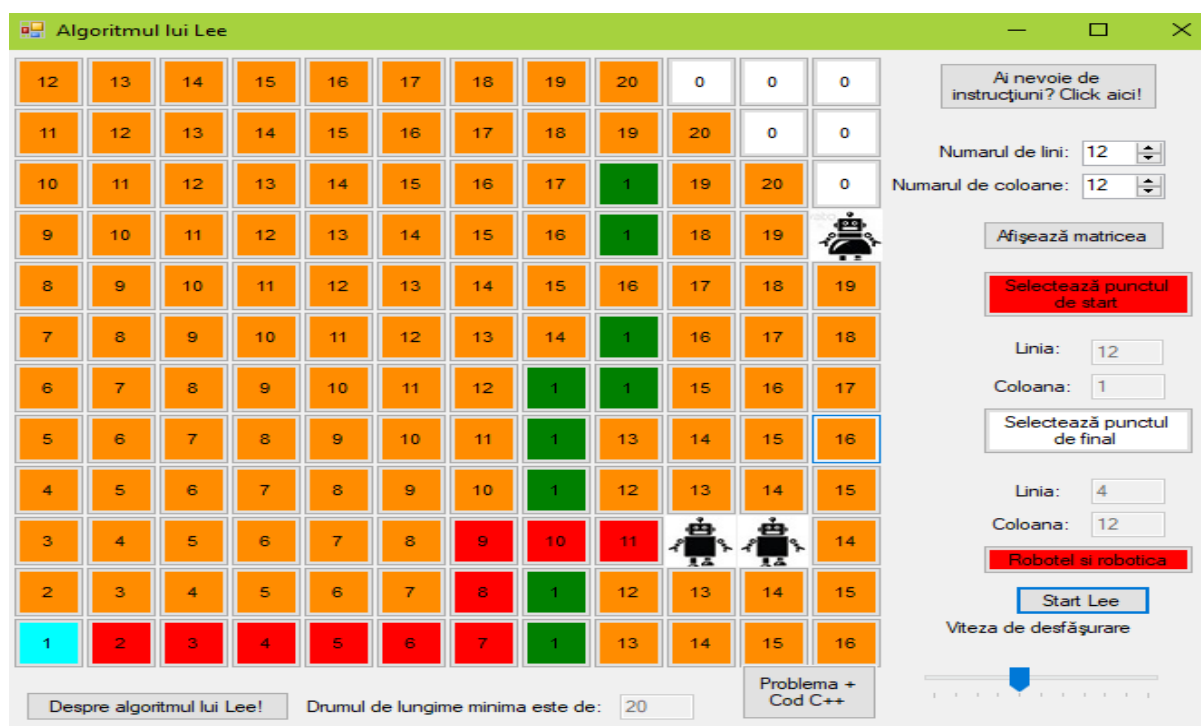 Algoritmul lui Lee
12 13 14 15 16 17 18 19 20 0 0 0
11 12 13 14 15 16 17 18 19 20 0 0
10 11 12 13 14 15 16 17 1 19 20 0
9 10 11 12 13 14 15 16 1 18 19
8 9 10 11 12 13 14 15 16 17 18 19
7 8 9 10 11 12 13 14 1 16 17 18
6 7 8 9 10 11 12 1 1 15 16 17
5 6 7 8 9 10 11 1 13 14 15 16
4 5 6 7 8 9 10 1 12 13 14 15
3 4 5 6 7 8 9 10 11 14
2 3 4 5 6 7 8 1 12 13 14 15
1 2 3 4 5 6 7 1 13 14 15 16
Ai nevoie de
instrucţiuni? Click aici!
Numarul de lini: 12
Numarul de coloane: 12
Afişează matricea
Selectează punctul
de start
Linia: 12
Coloana: 1
Selectează punctul
de final
Linia: 4
Coloana: 12
Robotel si robotica
Start Lee
Viteza de desfăşurare
Despre algoritmul lui Lee!
Drumul de lungime minima este de: 20
Problema +
Cod C++